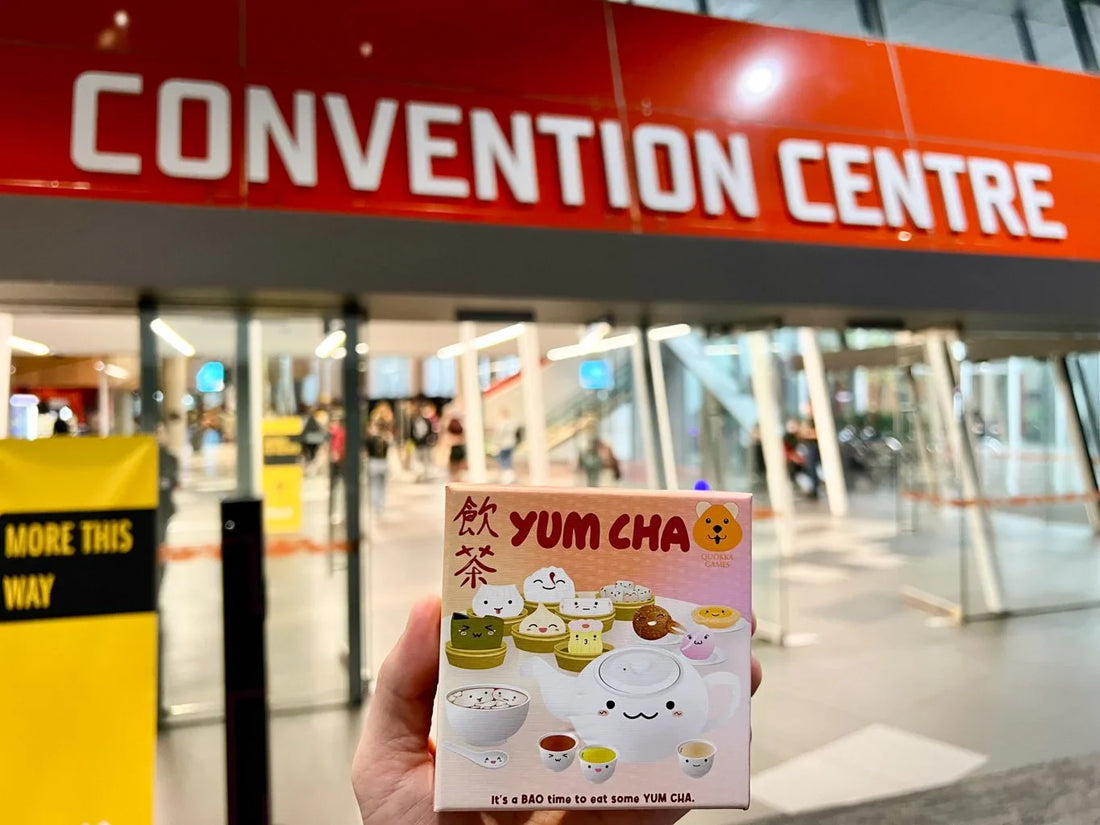 CONVENTION CENTRE
MORE THIS
WAY
飲
茶
YUM CHA
QUOKKA
GAMES
It's a BAO time to eat some YUM CHA.